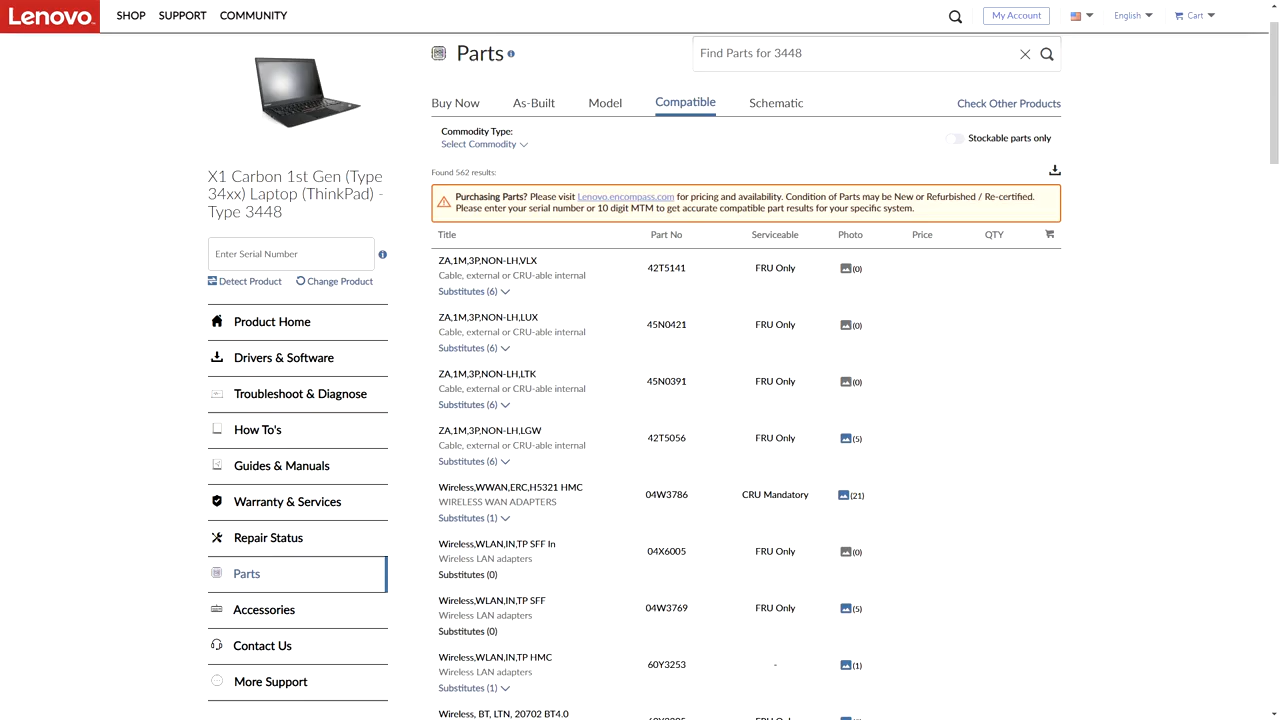 Lenovo.
SHOP
SUPPORT
COMMUNITY
My Account
English
Cart
X1 Carbon 1st Gen (Type
34xx) Laptop (ThinkPad) -
Type 3448
Enter Serial Number
Detect Product
Change Product
Product Home
Drivers & Software
Troubleshoot & Diagnose
How To's
Guides & Manuals
Warranty & Services
Repair Status
Parts
Accessories
Contact Us
More Support
Parts
Find Parts for 3448
Buy Now
As-Built
Model
Compatible
Schematic
Check Other Products
Commodity Type:
Select Commodity
Stockable parts only
Found 562 results:
Purchasing Parts? Please visit Lenovo.encompass.com for pricing and availability. Condition of Parts may be New or Refurbished / Re-certified.
Please enter your serial number or 10 digit MTM to get accurate compatible part results for your specific system.
Title Part No Serviceable Photo Price QTY
ZA,1M,3P,NON-LH,VLX
Cable, external or CRU-able internal
Substitutes (6)
42T5141 FRU Only (0)
ZA,1M,3P,NON-LH,LUX
Cable, external or CRU-able internal
Substitutes (6)
45N0421 FRU Only (0)
ZA,1M,3P,NON-LH,LTK
Cable, external or CRU-able internal
Substitutes (6)
45N0391 FRU Only (0)
ZA,1M,3P,NON-LH,LGW
Cable, external or CRU-able internal
Substitutes (6)
42T5056 FRU Only (5)
Wireless,WWAN,ERC,H5321 HMC
WIRELESS WAN ADAPTERS
Substitutes (1)
04W3786 CRU Mandatory (21)
Wireless,WLAN,IN,TP SFF In
Wireless LAN adapters
Substitutes (0)
04X6005 FRU Only (0)
Wireless,WLAN,IN,TP SFF
Wireless LAN adapters
Substitutes (0)
04W3769 FRU Only (5)
Wireless,WLAN,IN,TP HMC
Wireless LAN adapters
Substitutes (1)
60Y3253 - (1)
Wireless, BT, LTN, 20702 BT4.0
FRU Only